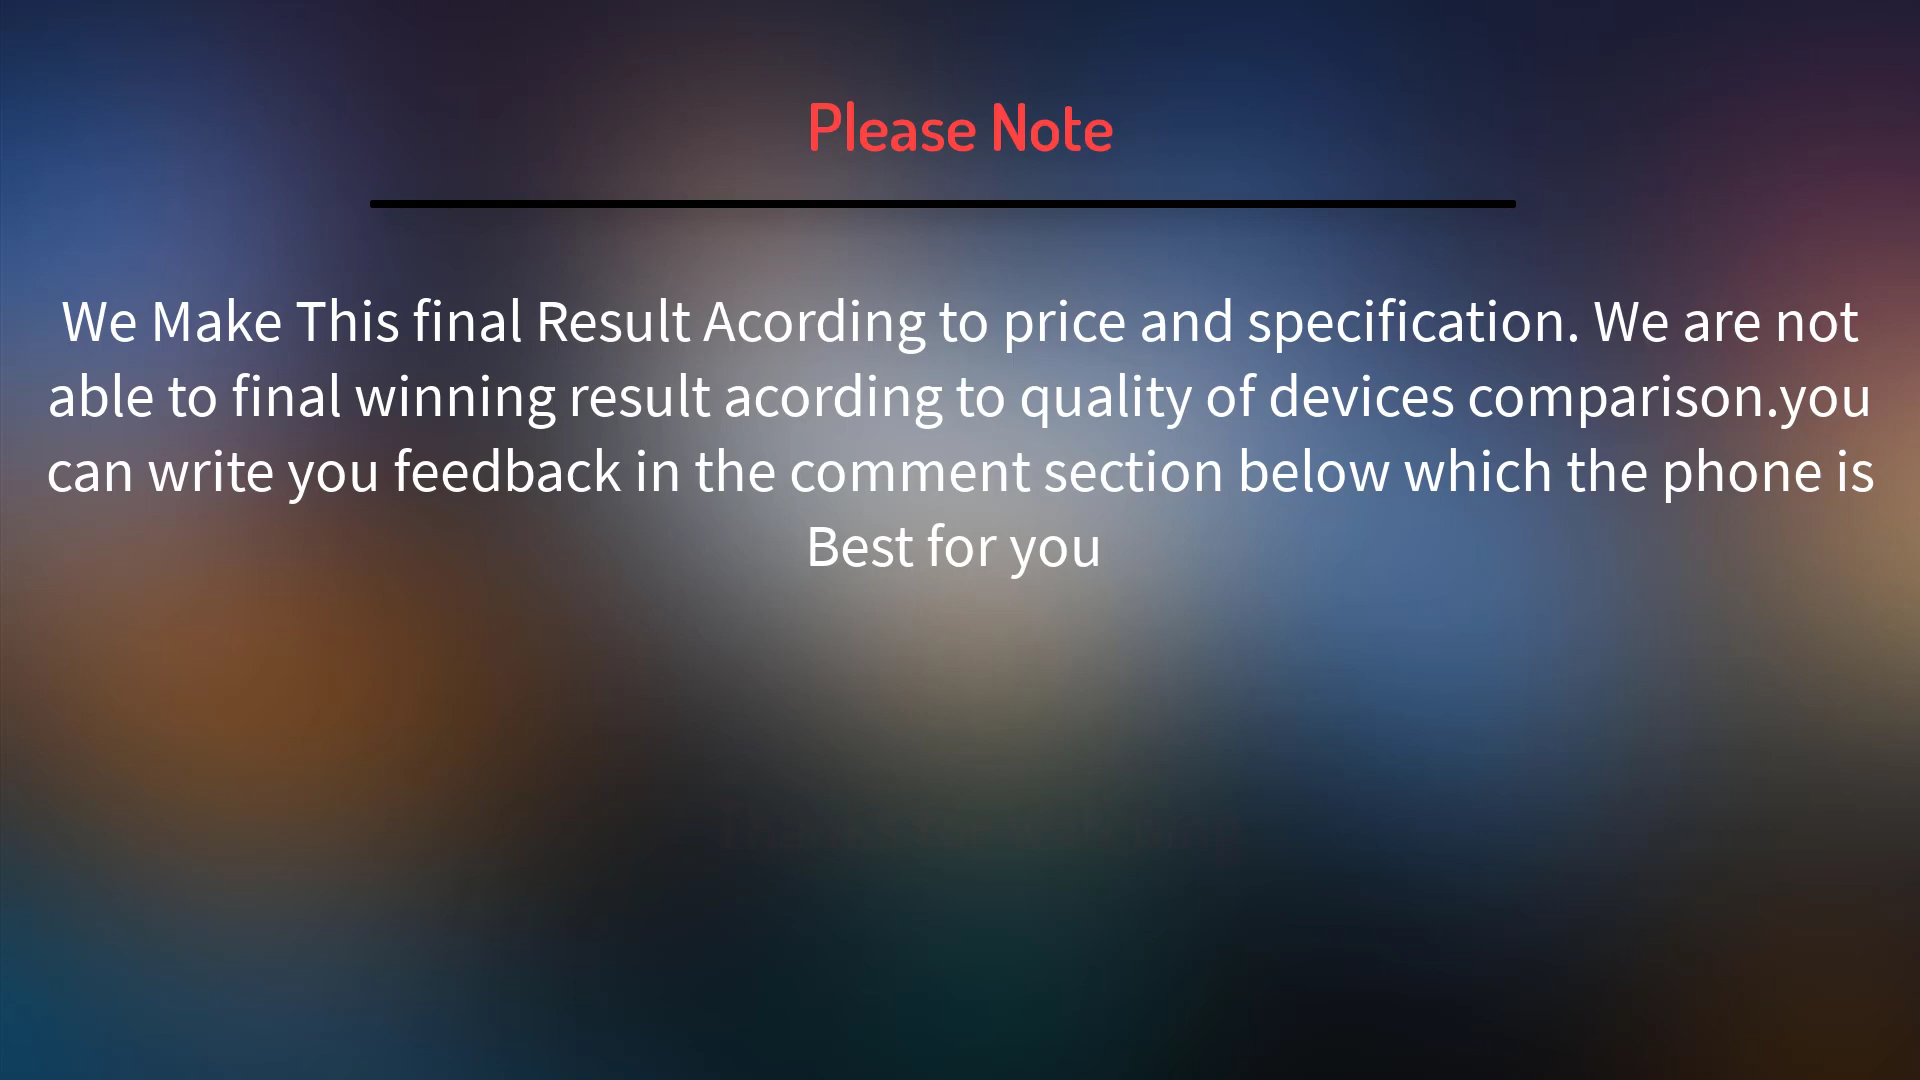 Please Note
We Make This final Result Acording to price and specification. We are not
able to final winning result acording to quality of devices comparison.you
can write you feedback in the comment section below which the phone is
Best for you